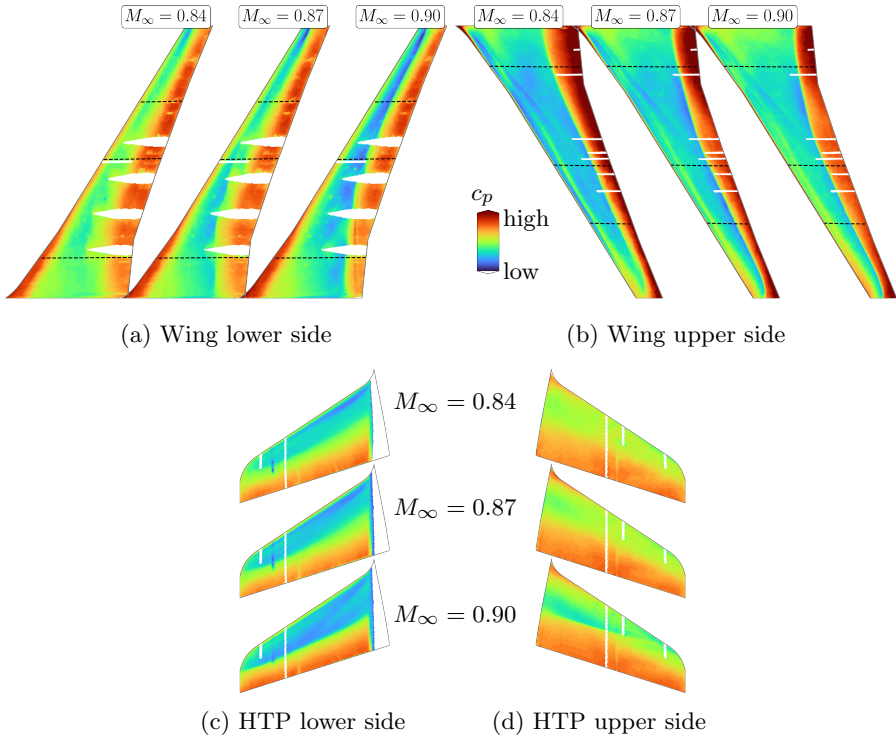 M∞ = 0.84
M∞ = 0.87
M∞ = 0.90
M∞ = 0.84
M∞ = 0.87
M∞ = 0.90
cp
high
low
(a) Wing lower side
(b) Wing upper side
M∞ = 0.84
M∞ = 0.87
M∞ = 0.90
(c) HTP lower side
(d) HTP upper side